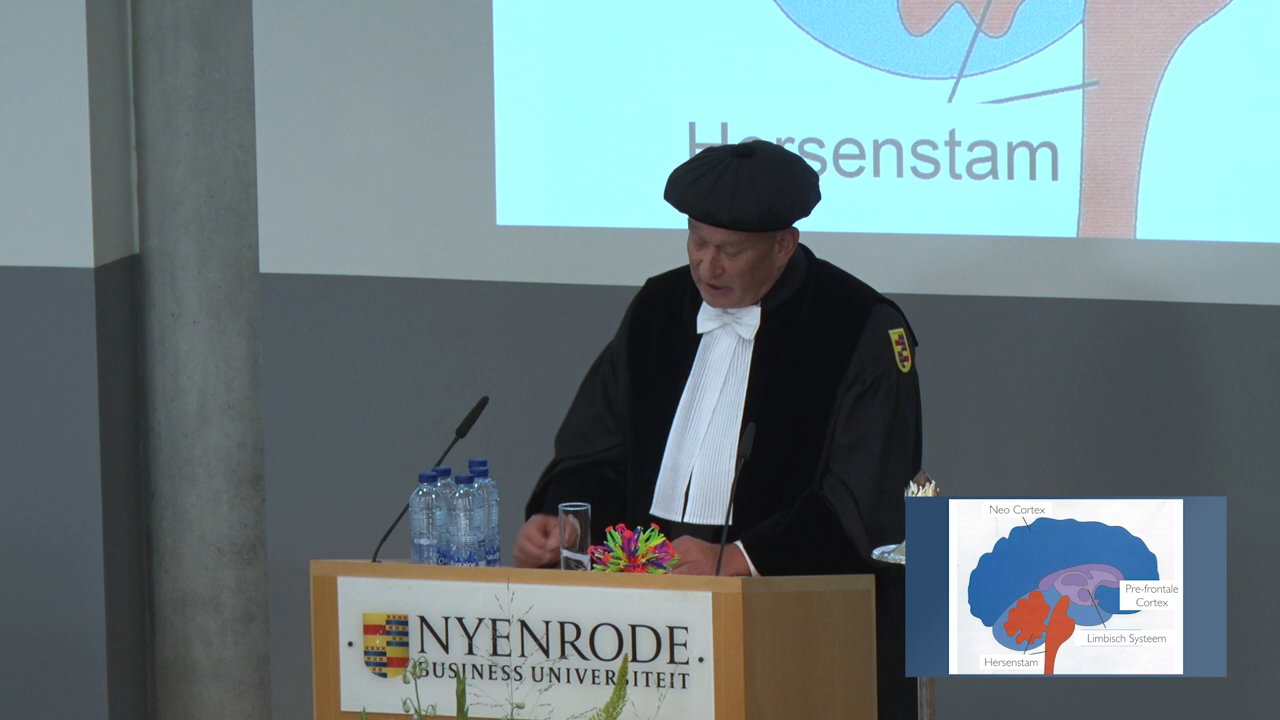 Hersenstam
NYENRODE
BUSINESS UNIVERSITEIT
Neo Cortex
Pre-frontale
Cortex
Limbisch Systeem
Hersenstam